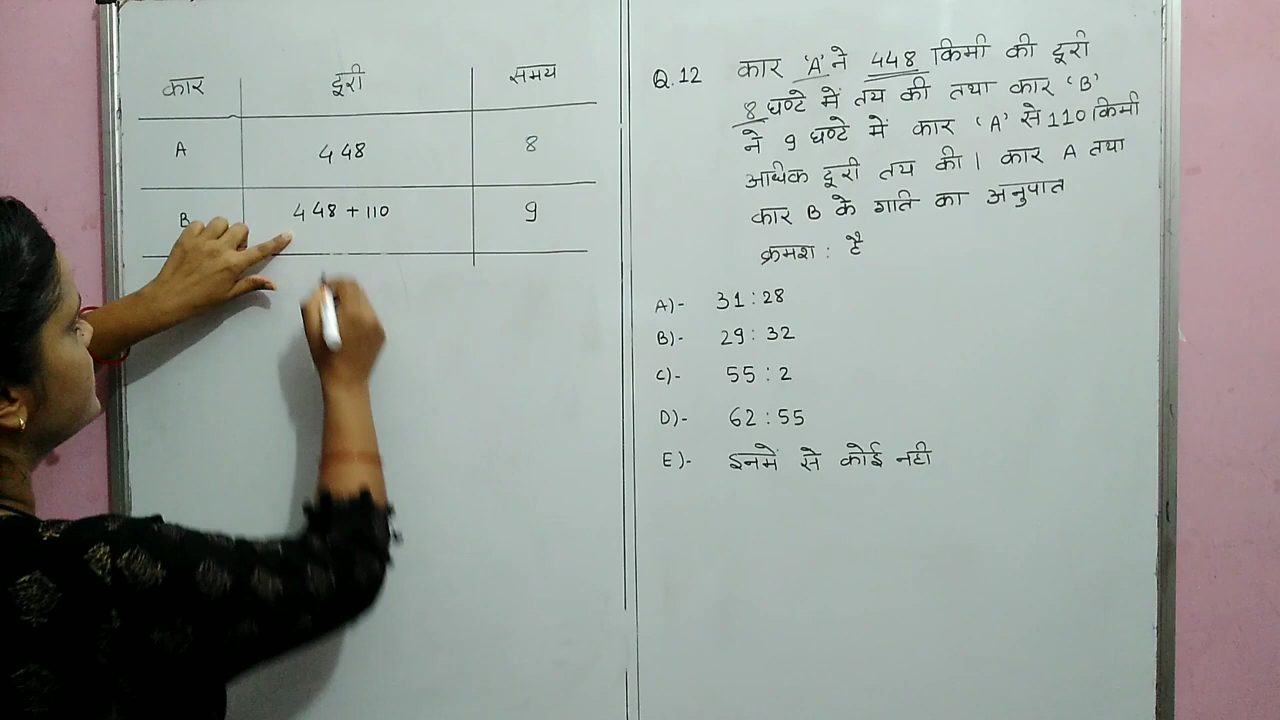 कार दूरी समय
A 448 8
B 448 + 110 9
Q.12 कार 'A' ने 448 किमी की दूरी
8 घण्टे में तय की तथा कार 'B'
ने 9 घण्टे में कार 'A' से 110 किमी
अधिक दूरी तय की। कार A तथा
कार B के गति का अनुपात
क्रमश: है
A)- 31:28
B)- 29:32
C)- 55:2
D)- 62:55
E)- इनमें से कोई नही